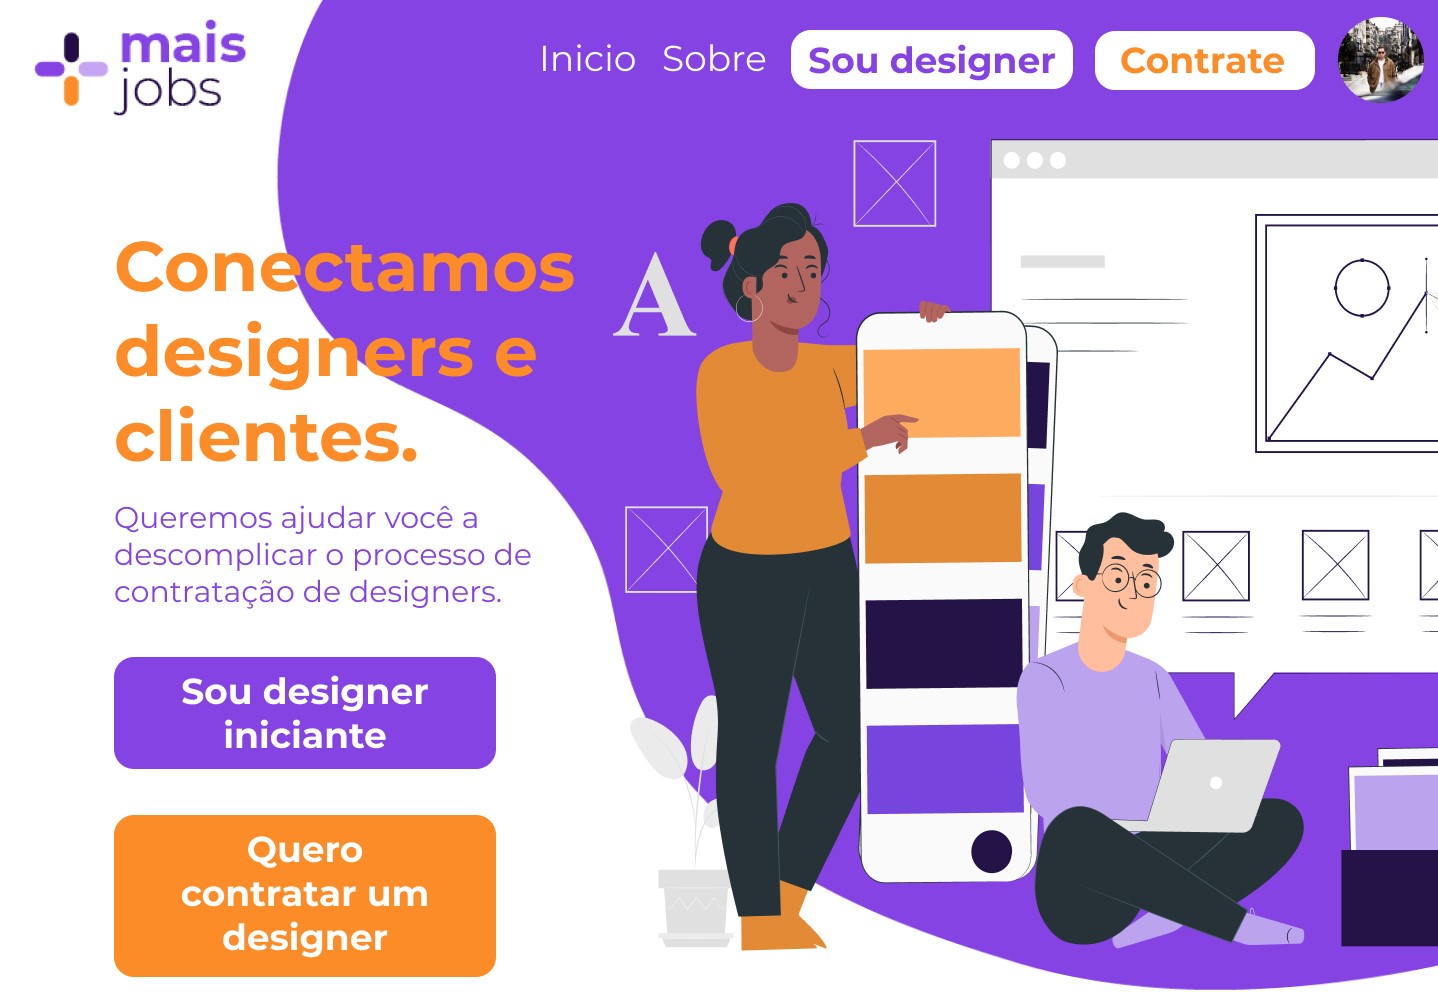 mais
jobs
Inicio Sobre Sou designer Contrate
Conectamos
designers e
clientes.
A
Queremos ajudar você a
descomplicar o processo de
contratação de designers.
Sou designer
iniciante
Quero
contratar um
designer